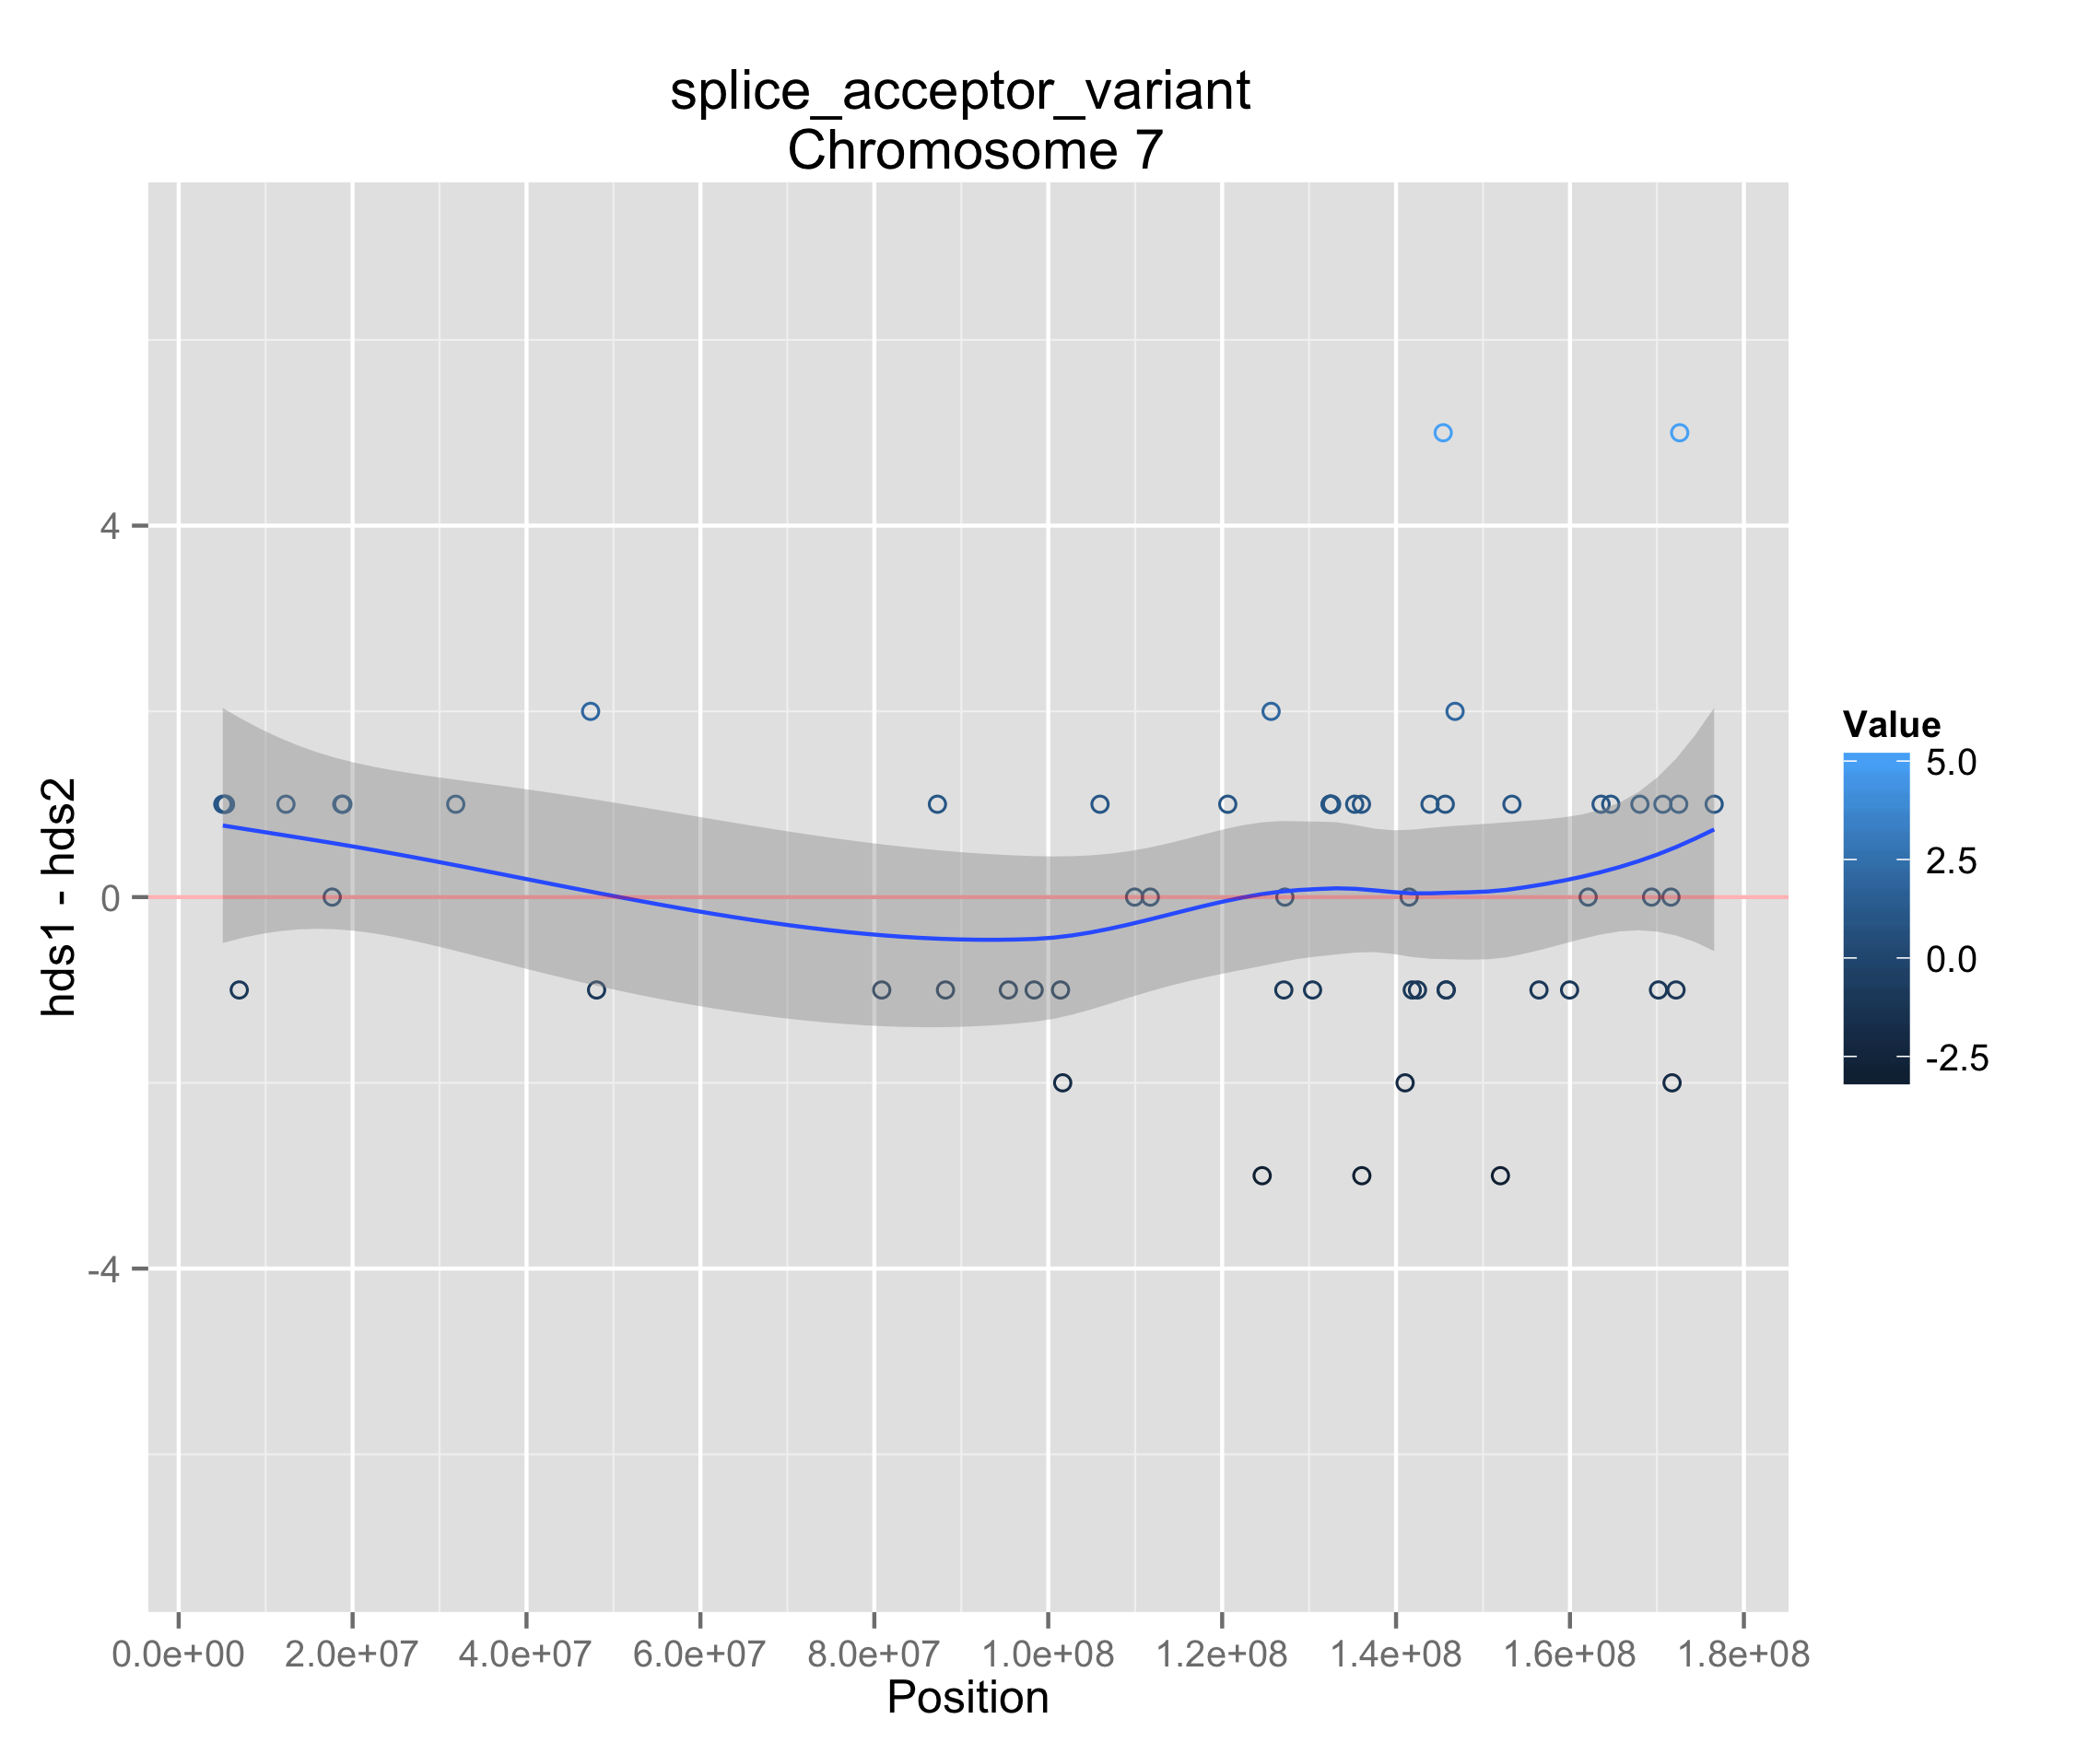 splice_acceptor_variant
Chromosome 7
hds1 - hds2
4
0
-4
0.0e+00 2.0e+07 4.0e+07 6.0e+07 8.0e+07 1.0e+08 1.2e+08 1.4e+08 1.6e+08 1.8e+08
Position
Value
5.0
2.5
0.0
-2.5